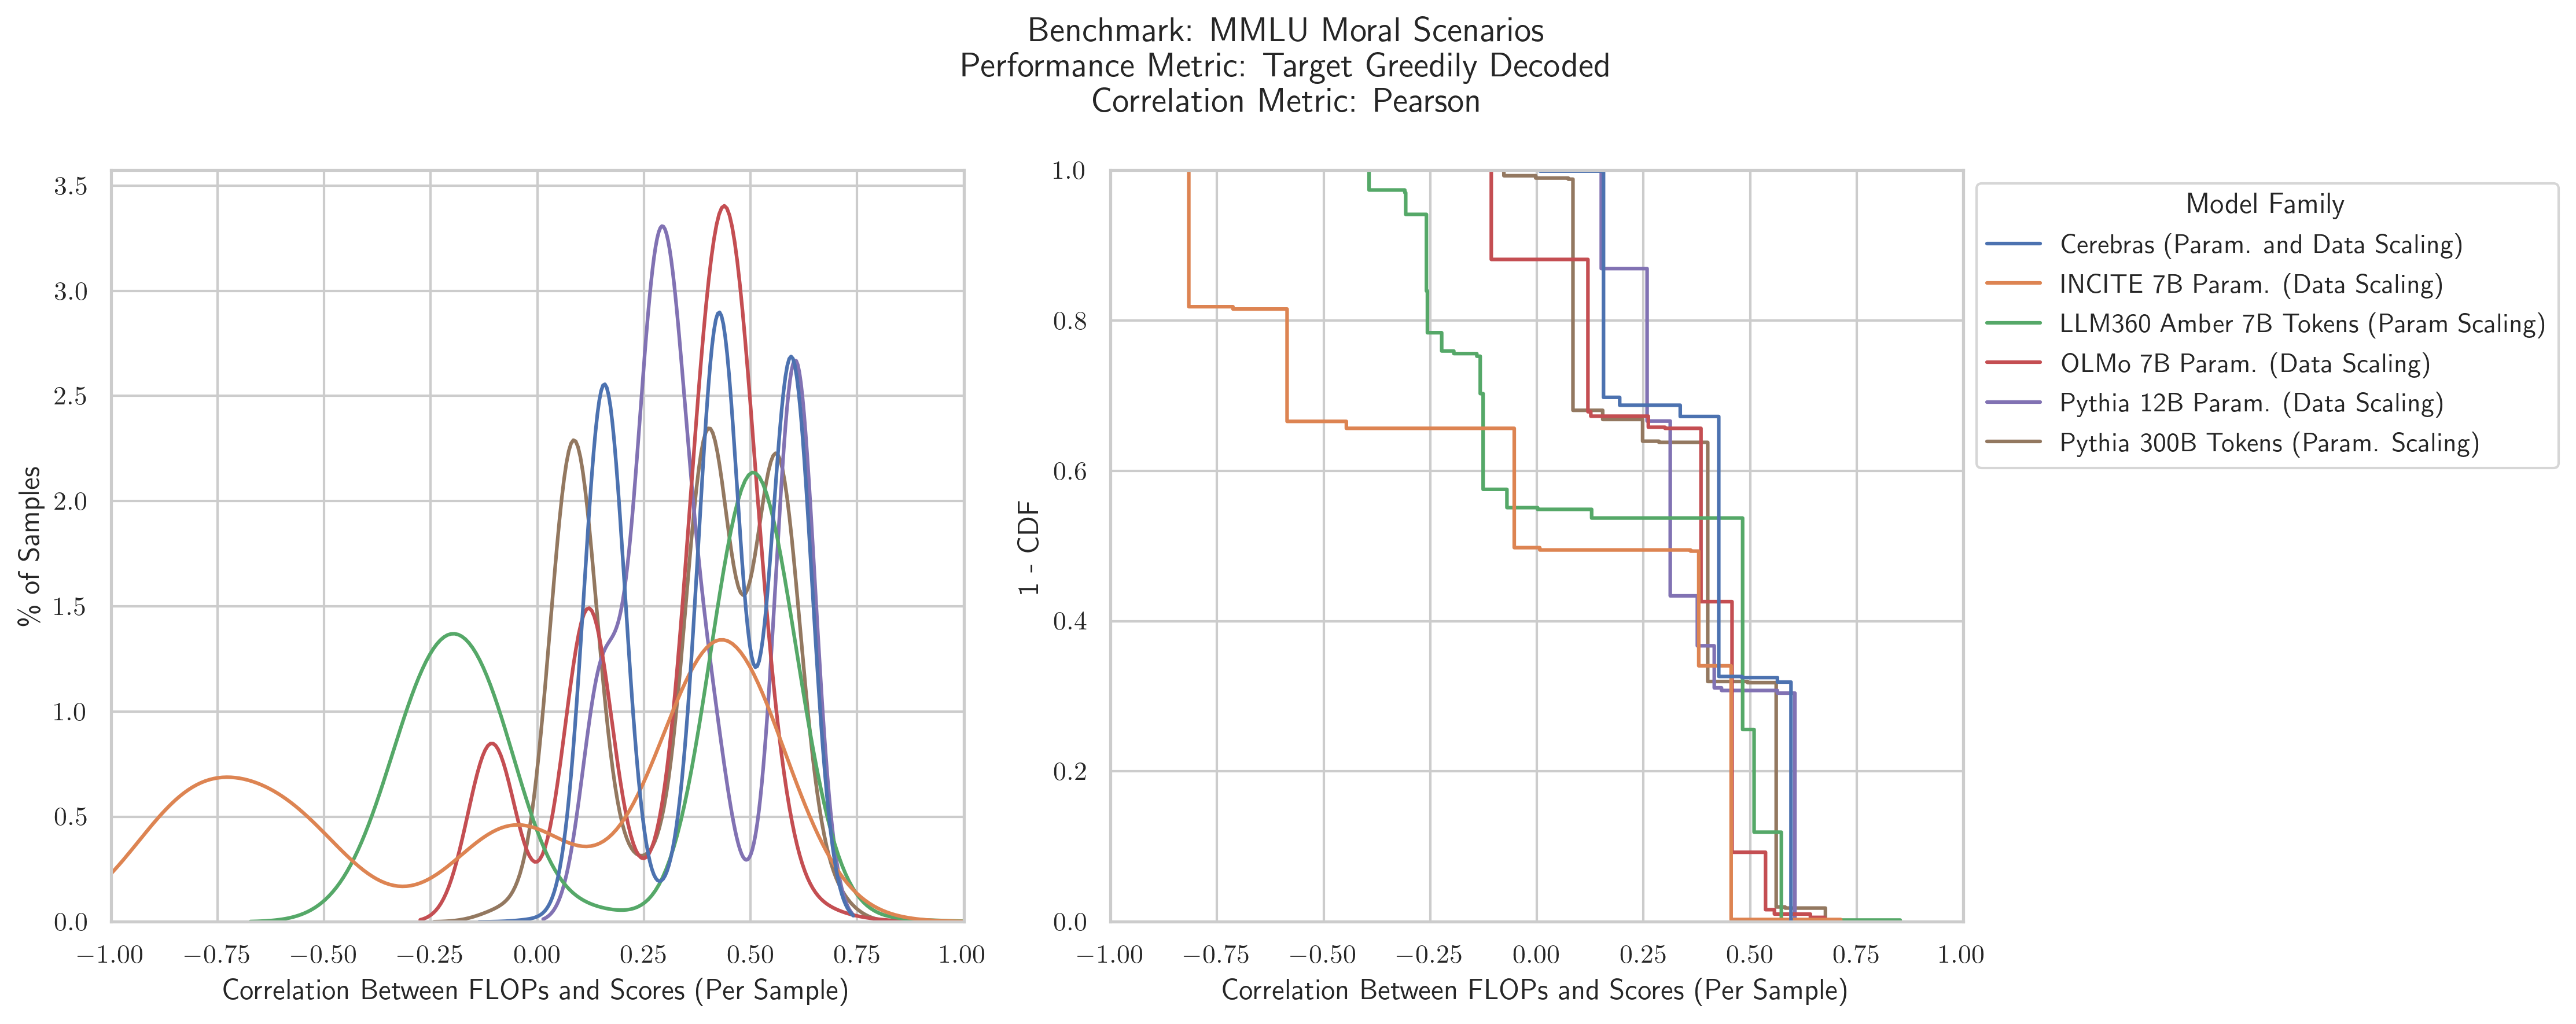 Benchmark: MMLU Moral Scenarios
Performance Metric: Target Greedily Decoded
Correlation Metric: Pearson
% of Samples
3.5
3.0
2.5
2.0
1.5
1.0
0.5
0.0
−1.00 −0.75 −0.50 −0.25 0.00 0.25 0.50 0.75 1.00
Correlation Between FLOPs and Scores (Per Sample)
1 - CDF
1.0
0.8
0.6
0.4
0.2
0.0
−1.00 −0.75 −0.50 −0.25 0.00 0.25 0.50 0.75 1.00
Correlation Between FLOPs and Scores (Per Sample)
Model Family
Cerebras (Param. and Data Scaling)
INCITE 7B Param. (Data Scaling)
LLM360 Amber 7B Tokens (Param Scaling)
OLMo 7B Param. (Data Scaling)
Pythia 12B Param. (Data Scaling)
Pythia 300B Tokens (Param. Scaling)